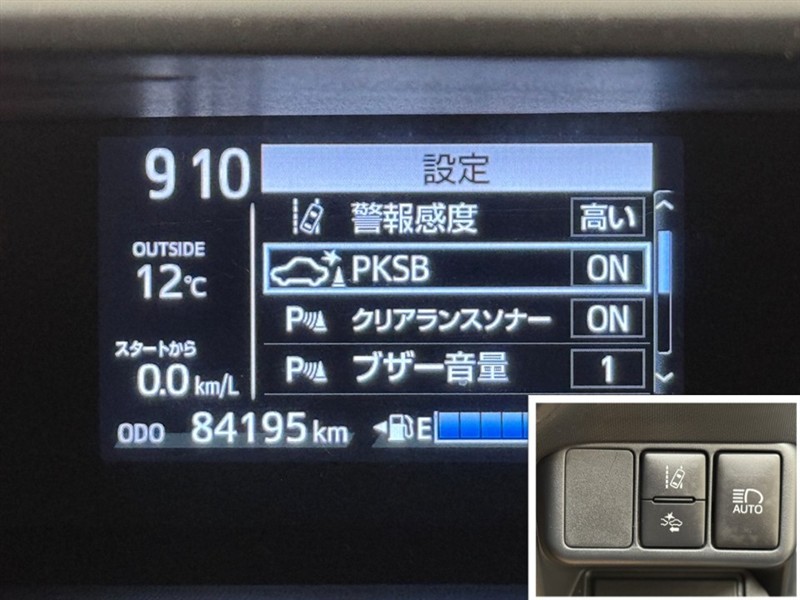 9 10
設定
警報感度 高い
OUTSIDE
12℃
PKSB ON
P クリアランスソナー ON
スタートから
0.0 km/L
P ブザー音量 1
ODO 84195 km
E
AUTO